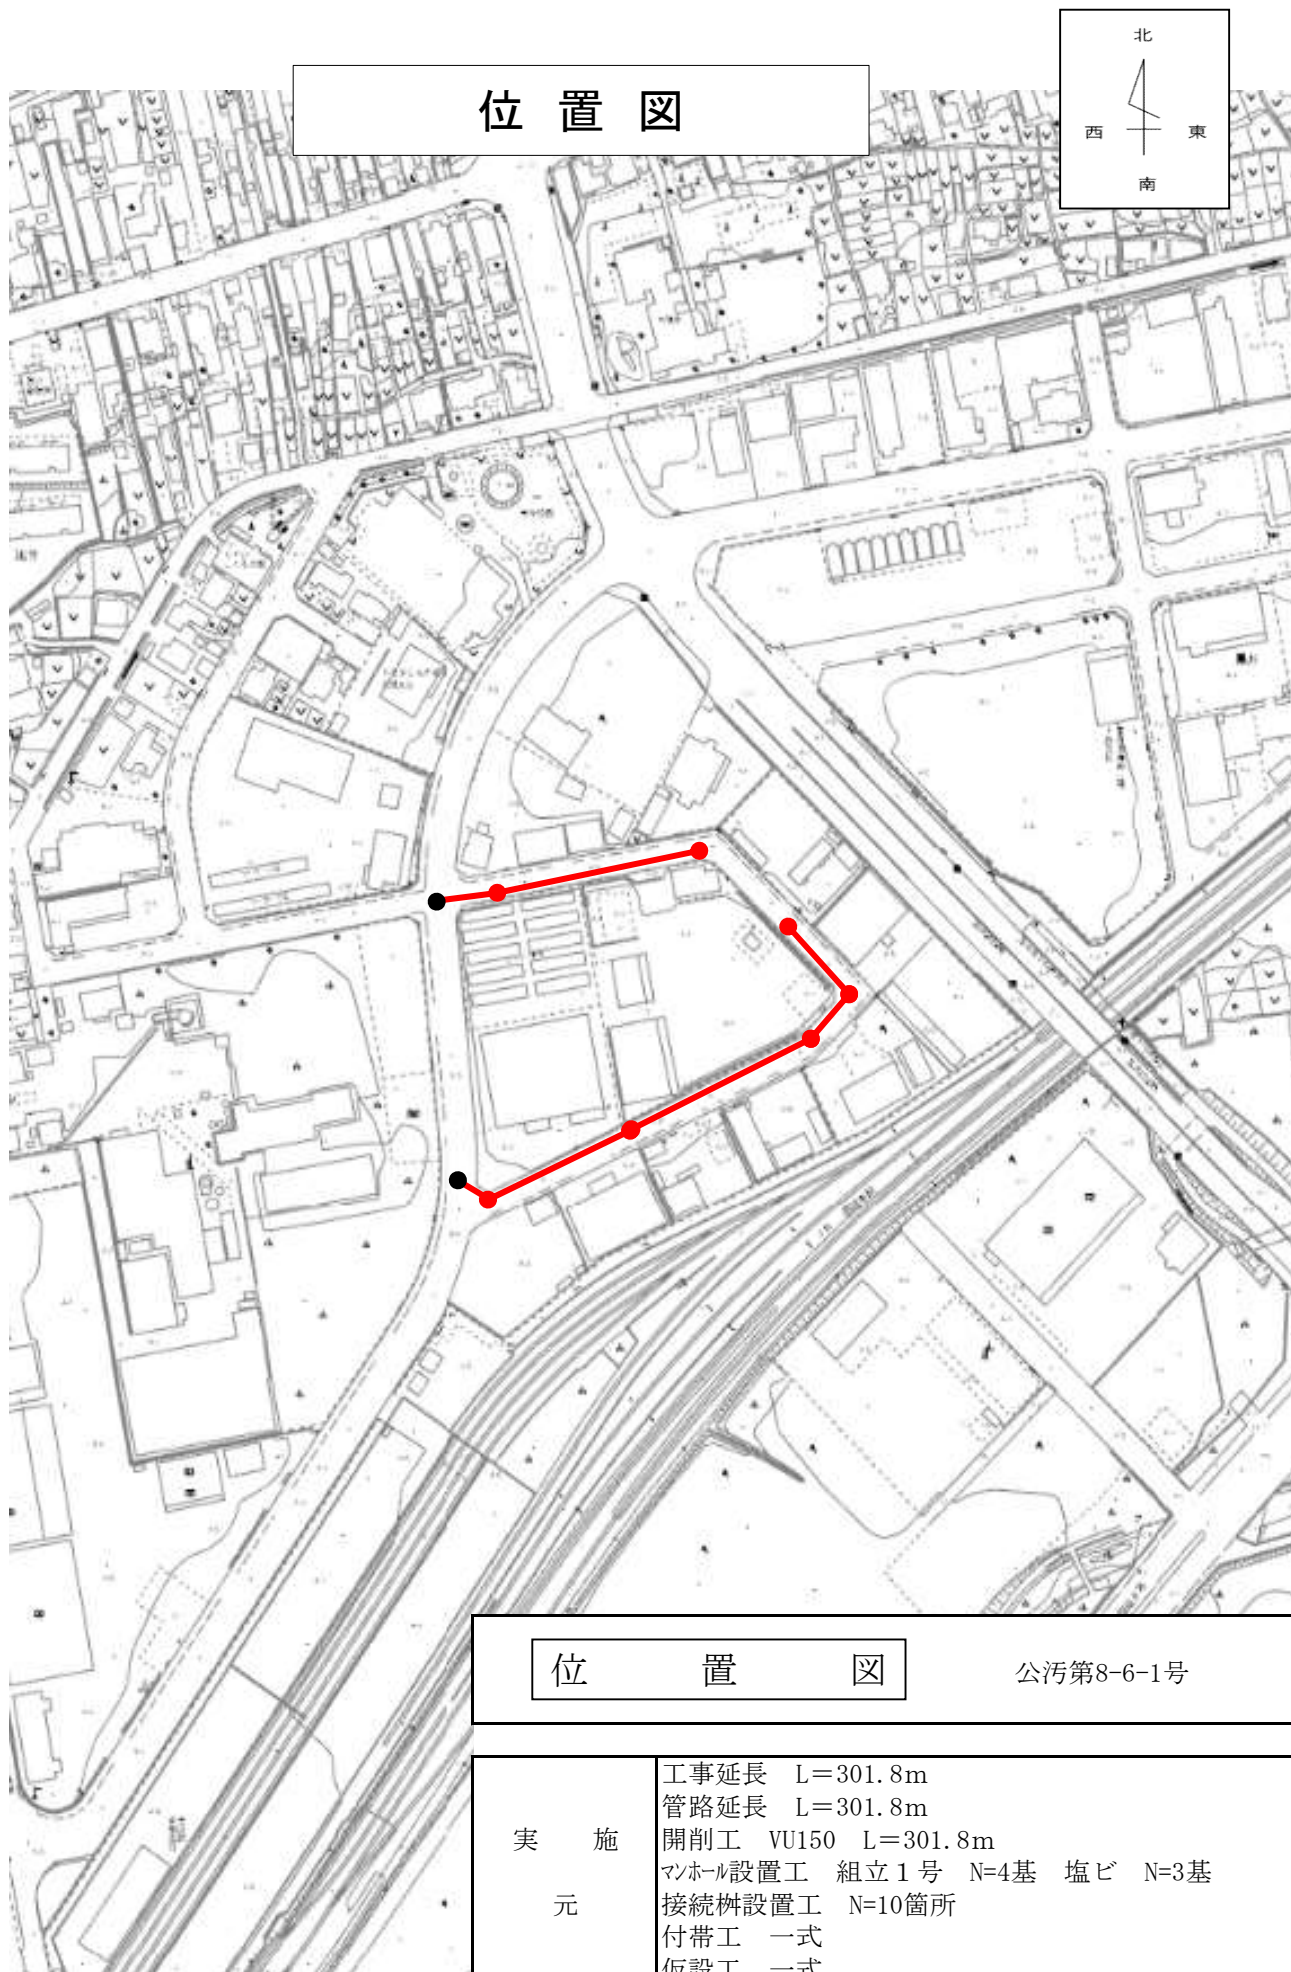 位置図
北
西 東
南
位置図 公汚第8-6-1号
工事延長 L=301.8m
管路延長 L=301.8m
実施 開削工 VU150 L=301.8m
ﾏﾝﾎｰﾙ設置工 組立１号 N=4基 塩ビ N=3基
元 接続桝設置工 N=10箇所
付帯工 一式
仮設工 一式